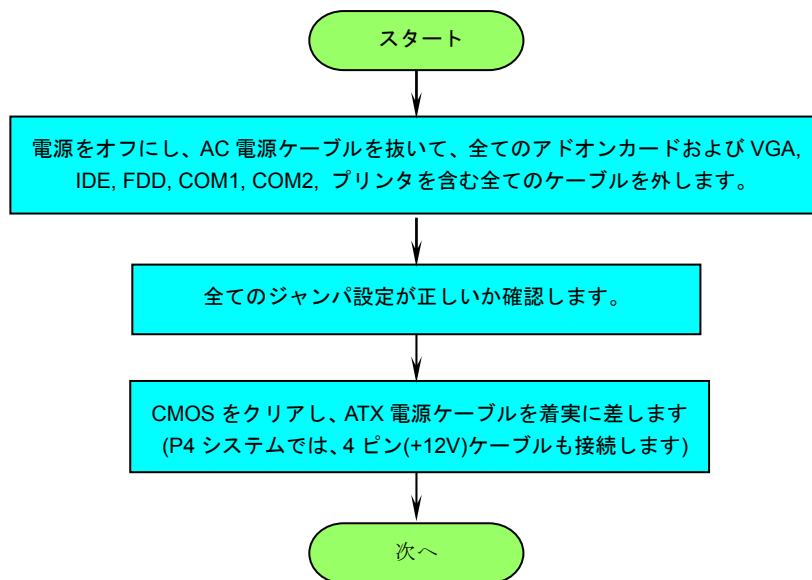 スタート
電源をオフにし、AC 電源ケーブルを抜いて、全てのアドオンカードおよび VGA,
IDE, FDD, COM1, COM2, プリンタを含む全てのケーブルを外します。
全てのジャンパ設定が正しいか確認します。
CMOS をクリアし、ATX 電源ケーブルを着実に差します
(P4 システムでは、4 ピン(+12V)ケーブルも接続します)
次へ